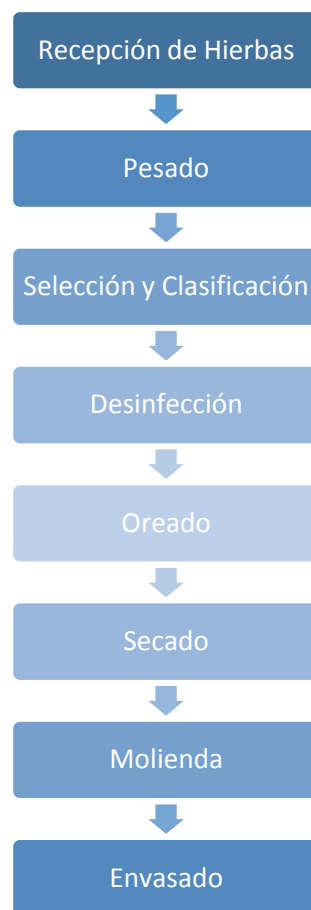 Recepción de Hierbas
Pesado
Selección y Clasificación
Desinfección
Oreado
Secado
Molienda
Envasado